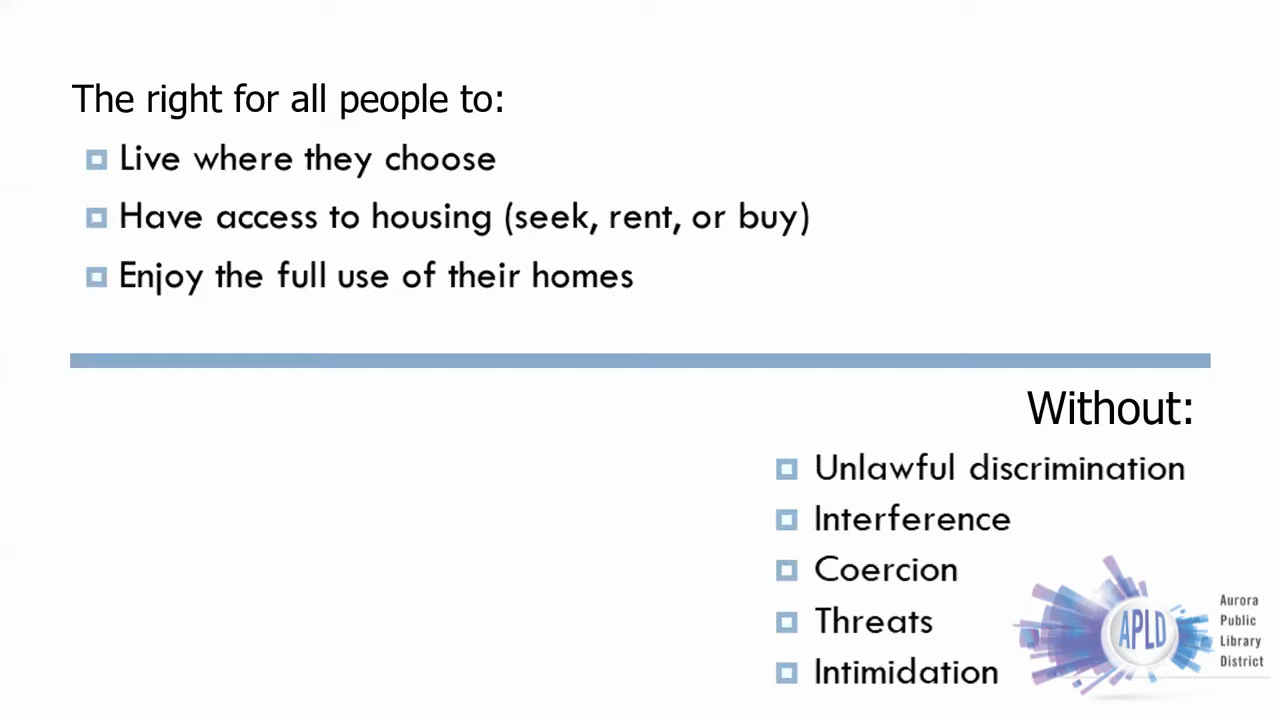 The right for all people to:
Live where they choose
Have access to housing (seek, rent, or buy)
Enjoy the full use of their homes
Without:
Unlawful discrimination
Interference
Coercion
Threats
Intimidation
APLD
Aurora
Public
Library
District